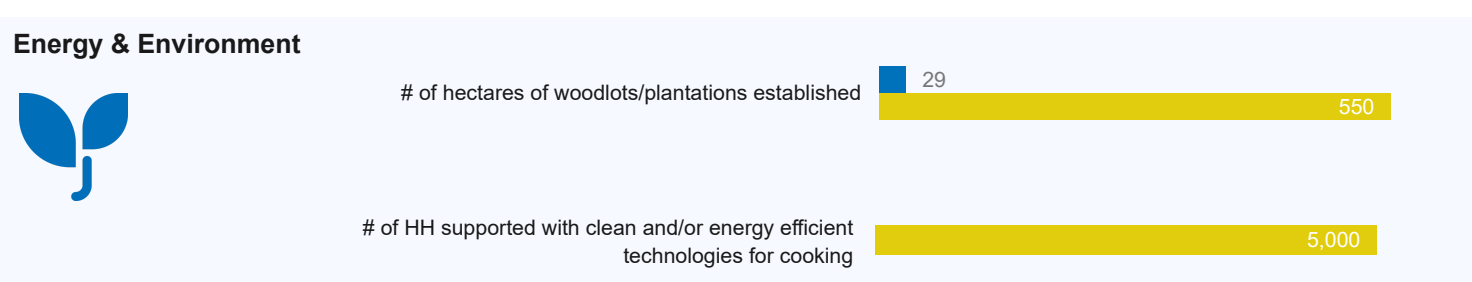 Energy & Environment
# of hectares of woodlots/plantations established
29
550
# of HH supported with clean and/or energy efficient
technologies for cooking
5,000